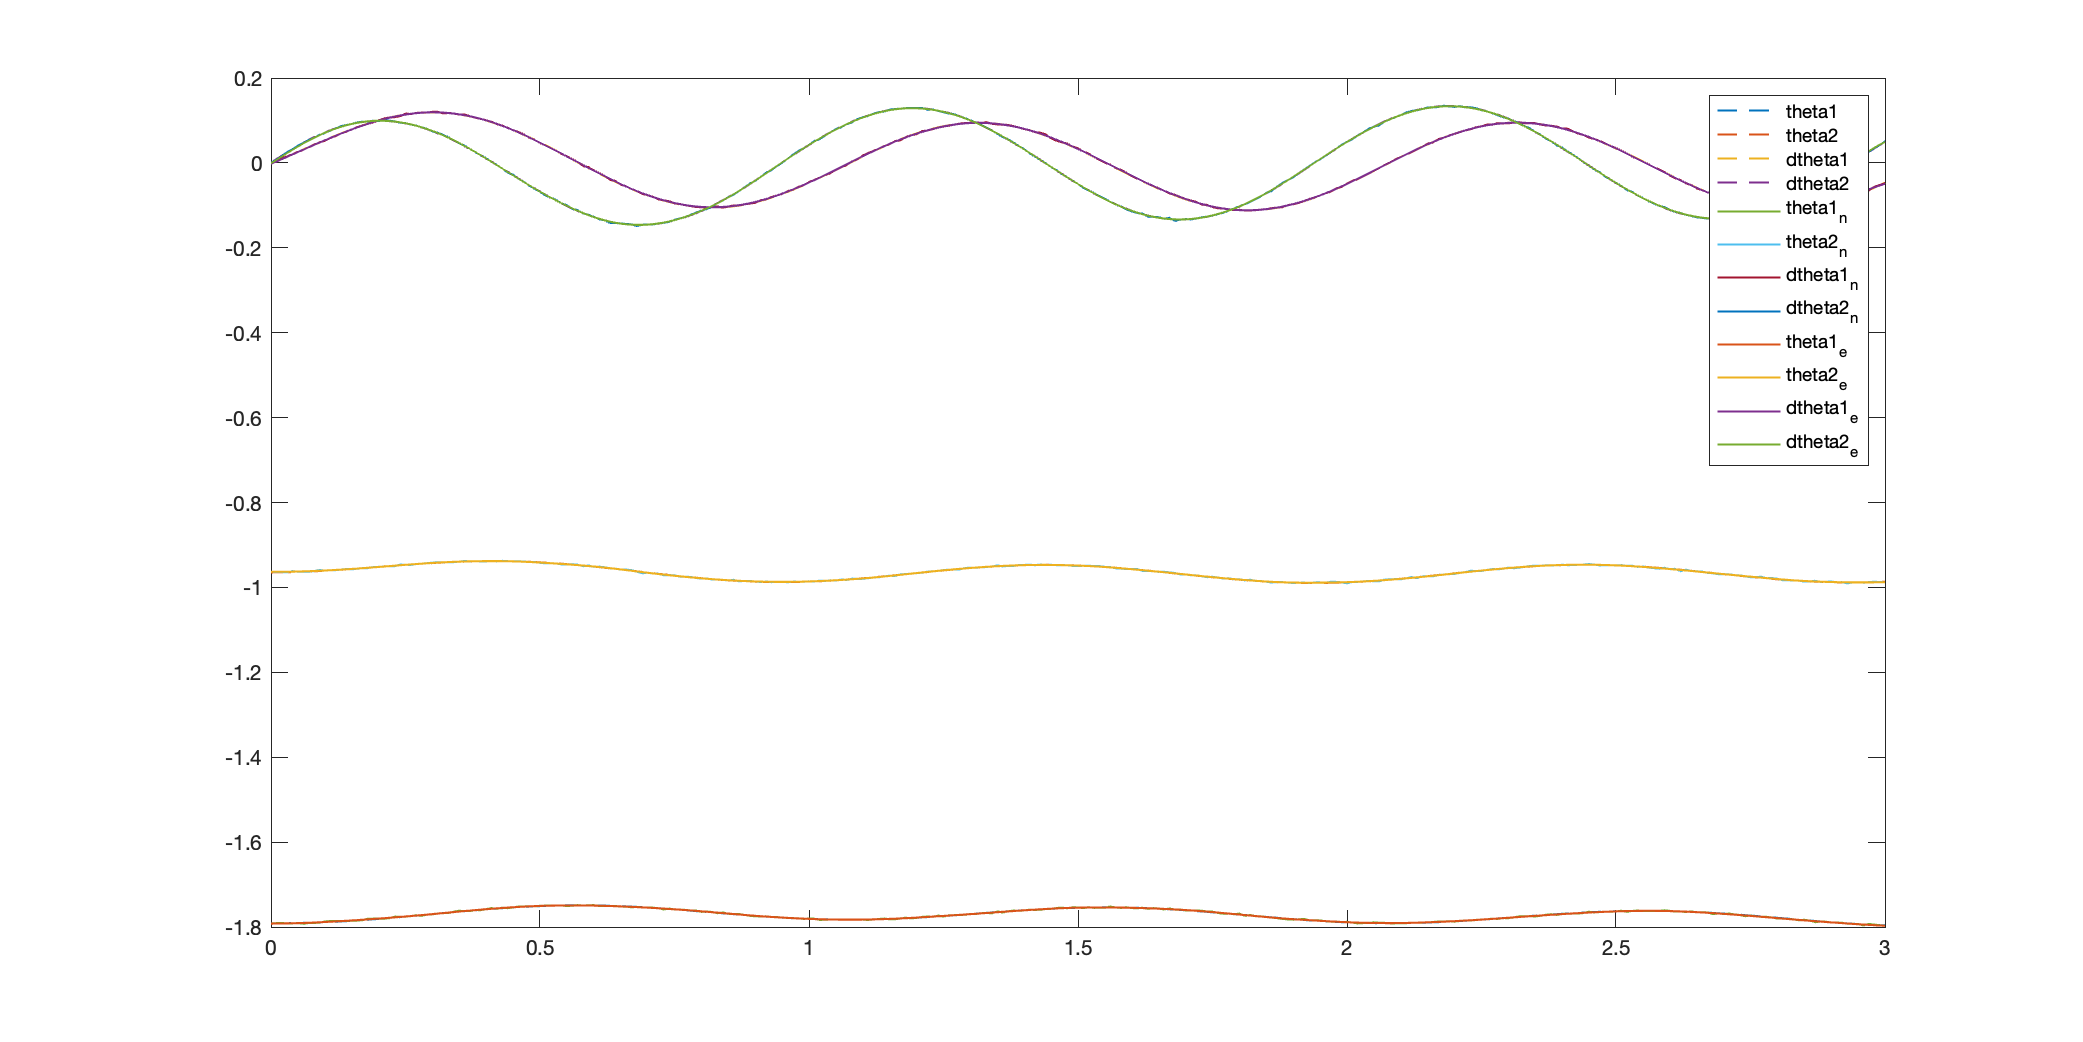 0.2
0
-0.2
-0.4
-0.6
-0.8
-1
-1.2
-1.4
-1.6
-1.8
0 0.5 1 1.5 2 2.5 3
theta1
theta2
dtheta1
dtheta2
theta1n
theta2n
dtheta1n
dtheta2n
theta1e
theta2e
dtheta1e
dtheta2e